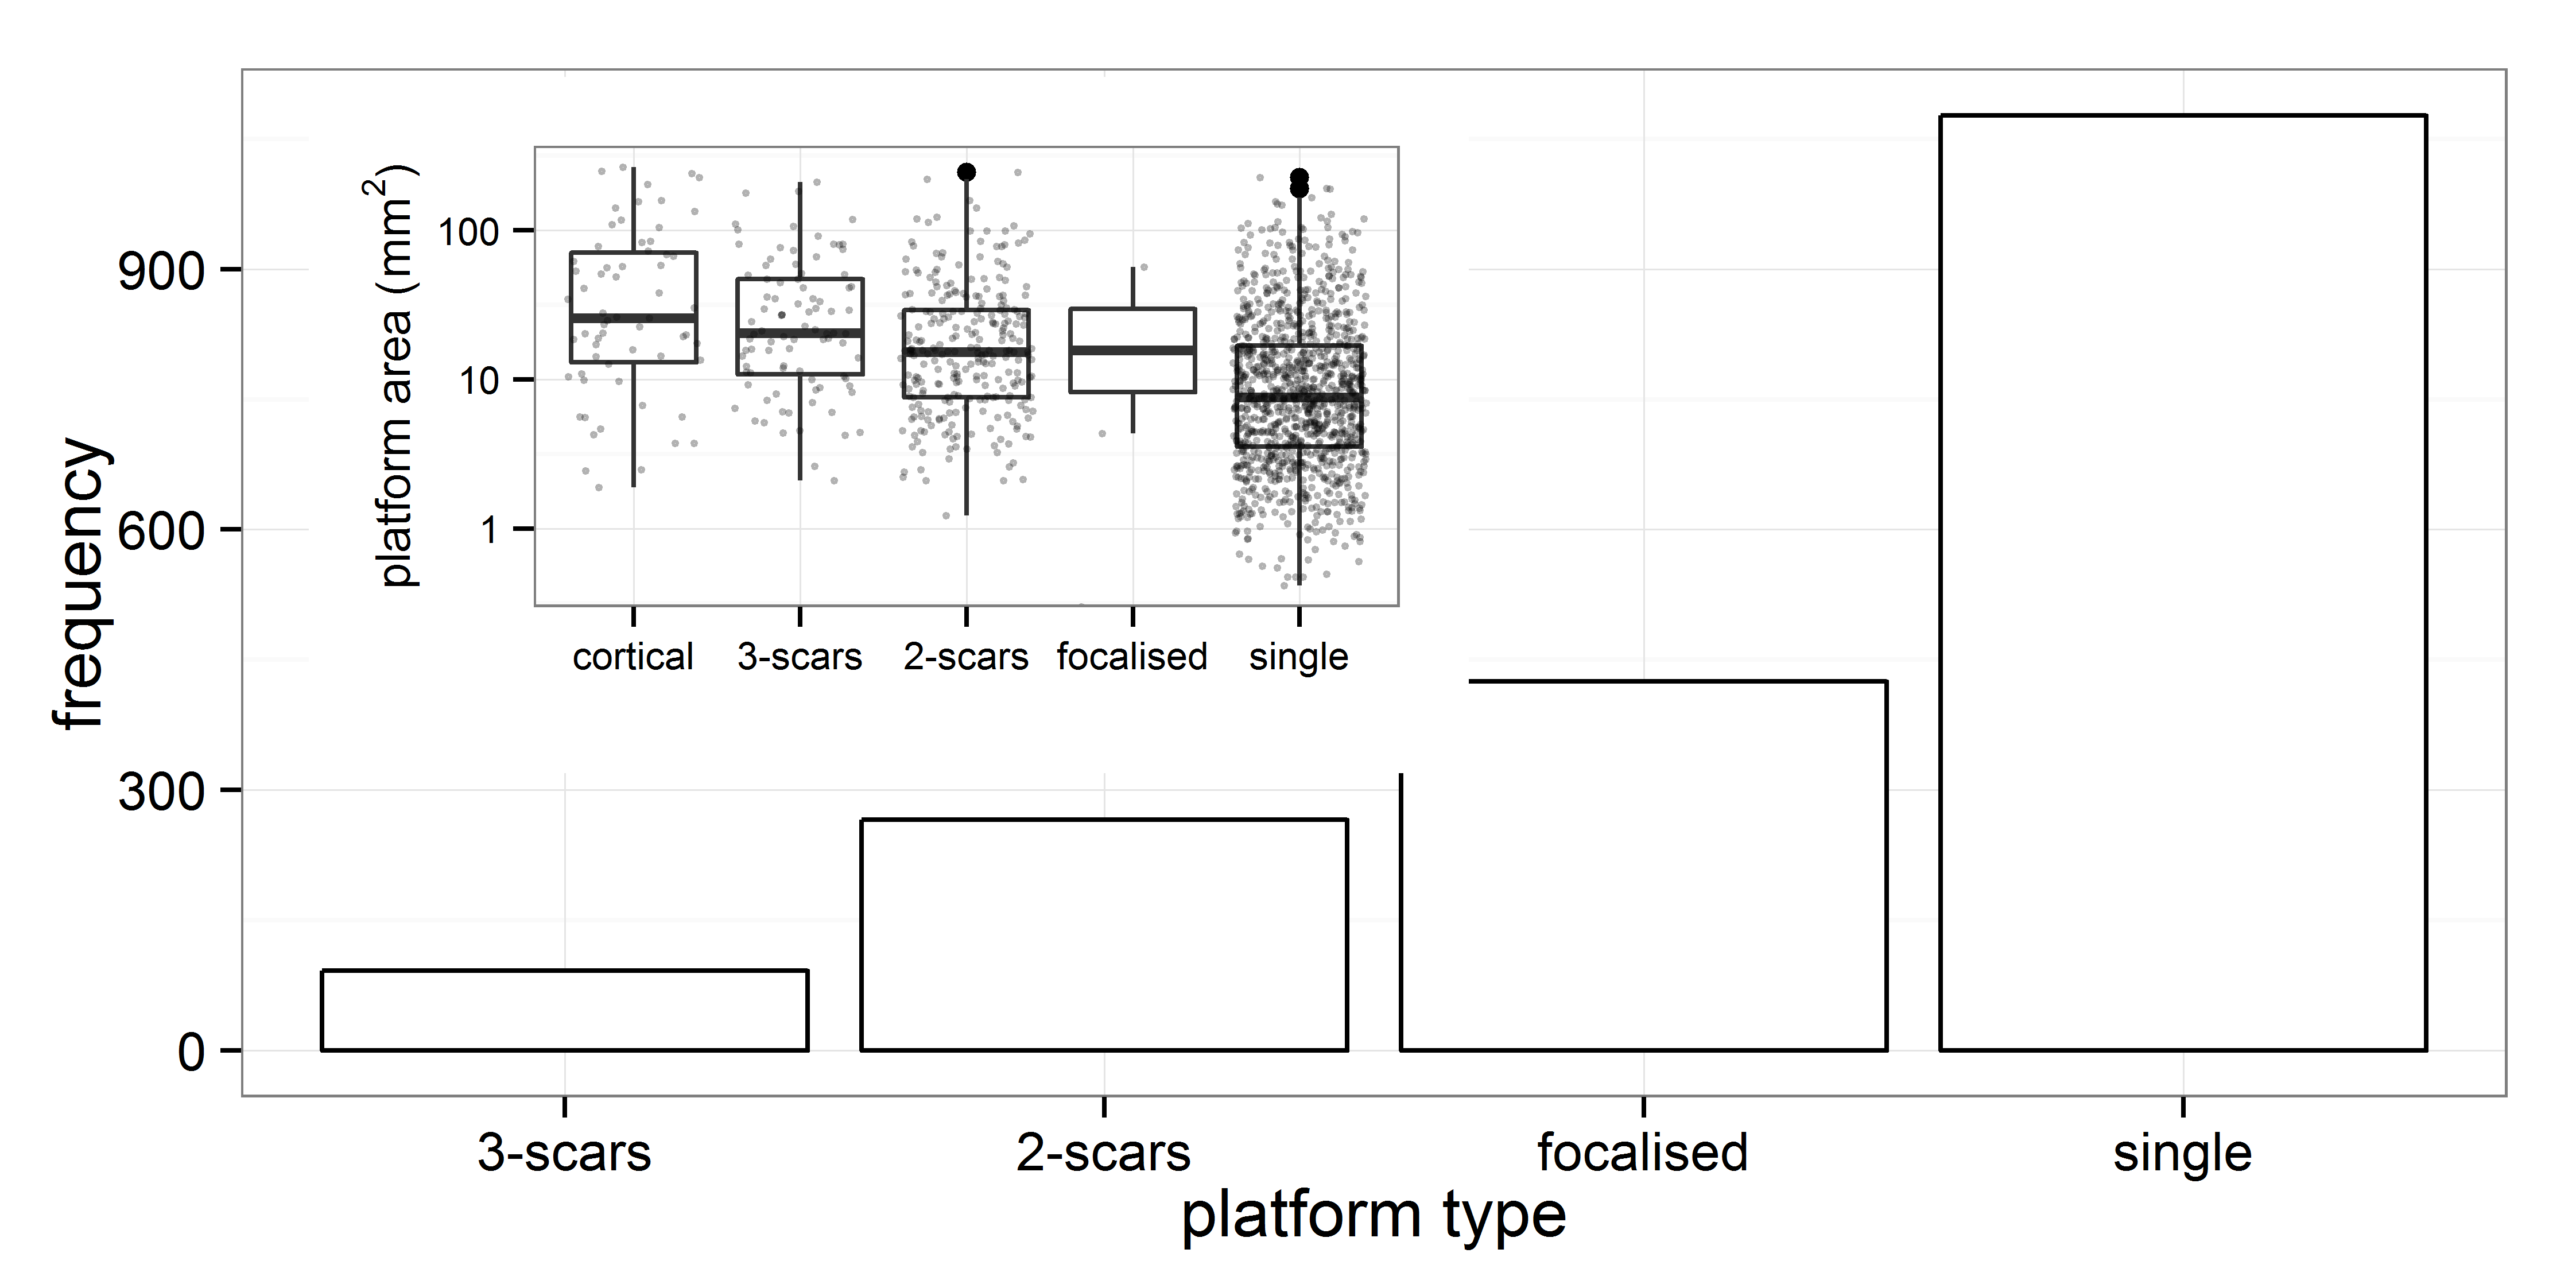 frequency
900
600
300
0
platform area (mm²)
100
10
1
cortical 3-scars 2-scars focalised single
3-scars 2-scars focalised single
platform type